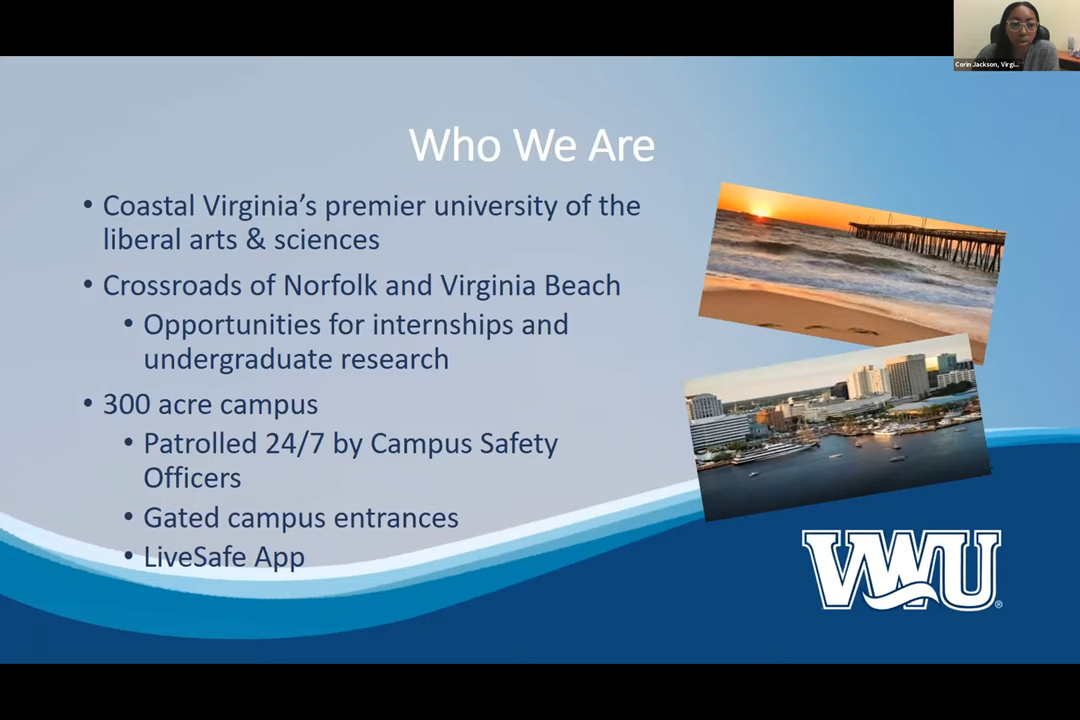 Corin Jackson, Virgi...
Who We Are
• Coastal Virginia's premier university of the
liberal arts & sciences
• Crossroads of Norfolk and Virginia Beach
• Opportunities for internships and
undergraduate research
• 300 acre campus
• Patrolled 24/7 by Campus Safety
Officers
• Gated campus entrances
• LiveSafe App
VWU®